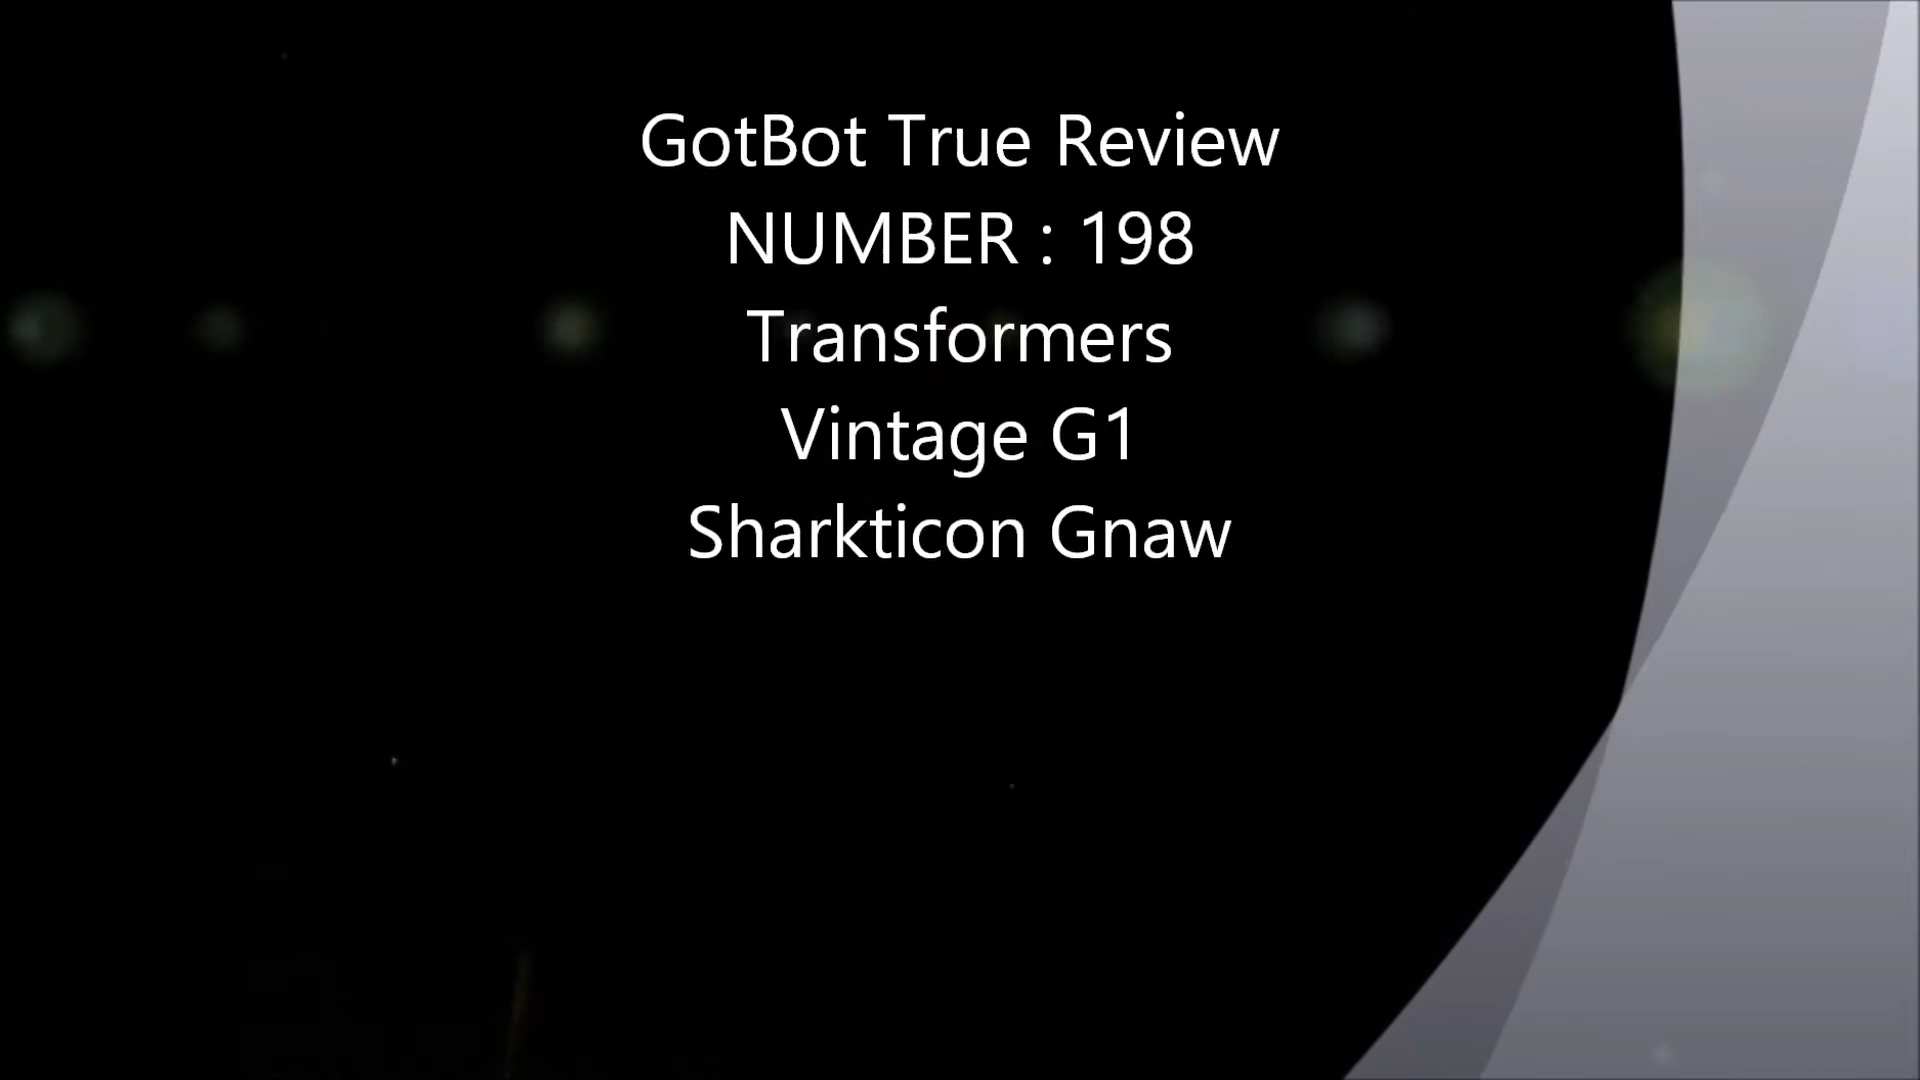 GotBot True Review
NUMBER : 198
Transformers
Vintage G1
Sharkticon Gnaw